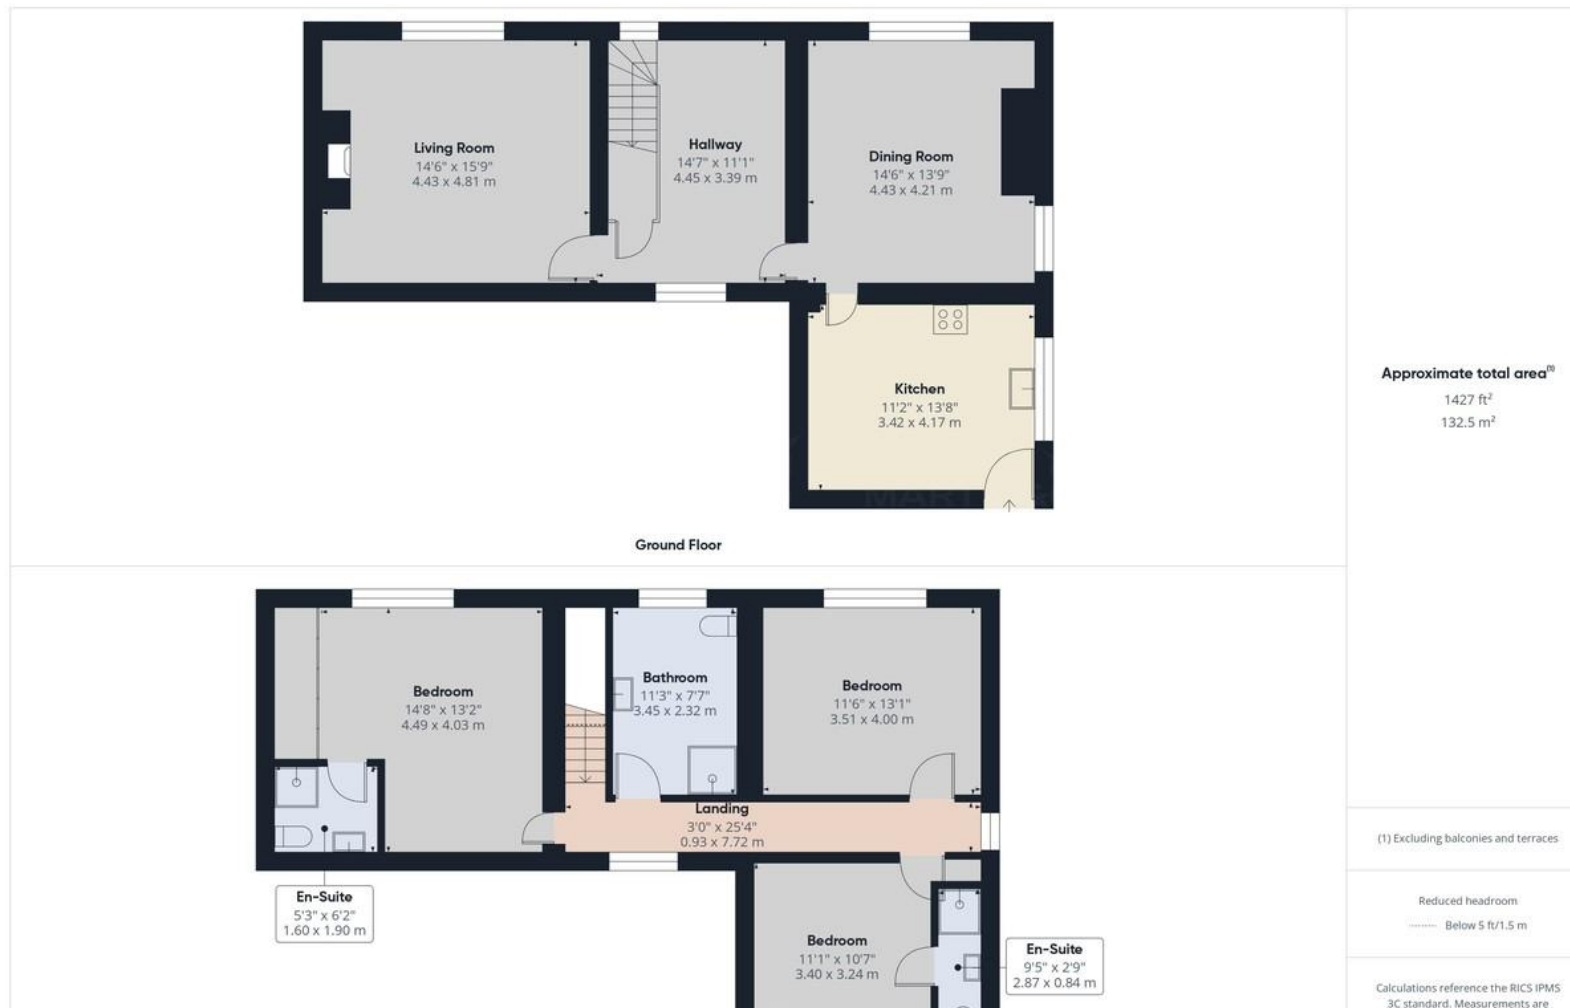 Living Room
14'6" x 15'9"
4.43 x 4.81 m
Hallway
14'7" x 11'1"
4.45 x 3.39 m
Dining Room
14'6" x 13'9"
4.43 x 4.21 m
Kitchen
11'2" x 13'8"
3.42 x 4.17 m
Ground Floor
Approximate total area(1)
1427 ft²
132.5 m²
Bedroom
14'8" x 13'2"
4.49 x 4.03 m
Bathroom
11'3" x 7'7"
3.45 x 2.32 m
Bedroom
11'6" x 13'1"
3.51 x 4.00 m
Landing
3'0" x 25'4"
0.93 x 7.72 m
En-Suite
5'3" x 6'2"
1.60 x 1.90 m
Bedroom
11'1" x 10'7"
3.40 x 3.24 m
En-Suite
9'5" x 2'9"
2.87 x 0.84 m
(1) Excluding balconies and terraces
Reduced headroom
Below 5 ft/1.5 m
Calculations reference the RICS IPMS
3C standard. Measurements are